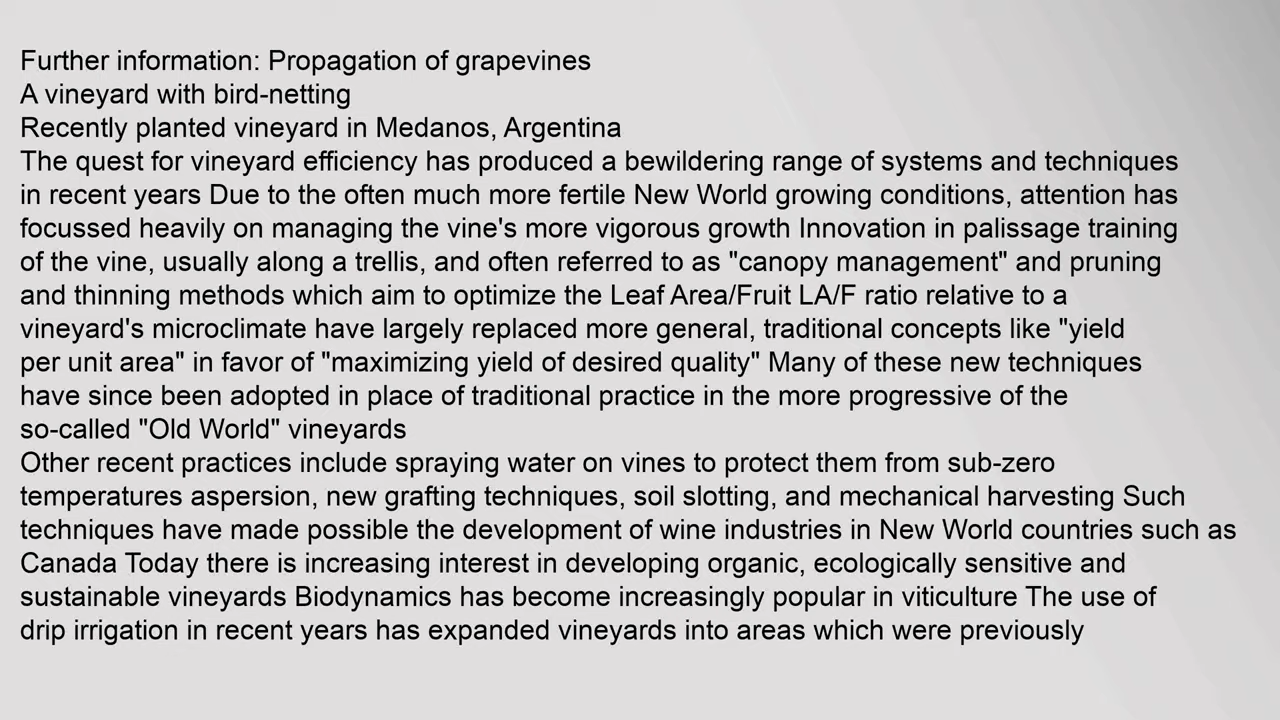 Further information: Propagation of grapevines
A vineyard with bird-netting
Recently planted vineyard in Medanos, Argentina
The quest for vineyard efficiency has produced a bewildering range of systems and techniques
in recent years Due to the often much more fertile New World growing conditions, attention has
focussed heavily on managing the vine's more vigorous growth Innovation in palissage training
of the vine, usually along a trellis, and often referred to as "canopy management" and pruning
and thinning methods which aim to optimize the Leaf Area/Fruit LA/F ratio relative to a
vineyard's microclimate have largely replaced more general, traditional concepts like "yield
per unit area" in favor of "maximizing yield of desired quality" Many of these new techniques
have since been adopted in place of traditional practice in the more progressive of the
so-called "Old World" vineyards
Other recent practices include spraying water on vines to protect them from sub-zero
temperatures aspersion, new grafting techniques, soil slotting, and mechanical harvesting Such
techniques have made possible the development of wine industries in New World countries such as
Canada Today there is increasing interest in developing organic, ecologically sensitive and
sustainable vineyards Biodynamics has become increasingly popular in viticulture The use of
drip irrigation in recent years has expanded vineyards into areas which were previously